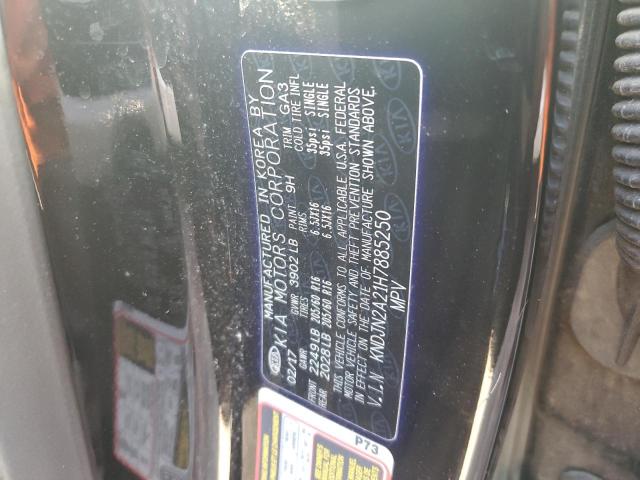 KIA
MANUFACTURED IN KOREA BY
KIA MOTORS CORPORATION
02/17 GVWR 3902 LB PAINT 9H TRIM GA3
GAWR TIRES RIMS COLD TIRE INFL
FRONT 2249LB 205/60 R16 6.5JX16 35psi SINGLE
REAR 2028LB 205/60 R16 6.5JX16 35psi SINGLE
THIS VEHICLE CONFORMS TO ALL APPLICABLE U.S.A. FEDERAL
MOTOR VEHICLE SAFETY AND THEFT PREVENTION STANDARDS
IN EFFECT ON THE DATE OF MANUFACTURE SHOWN ABOVE.
V.I.N. KNDJN2A21H7885250
MPV
P73